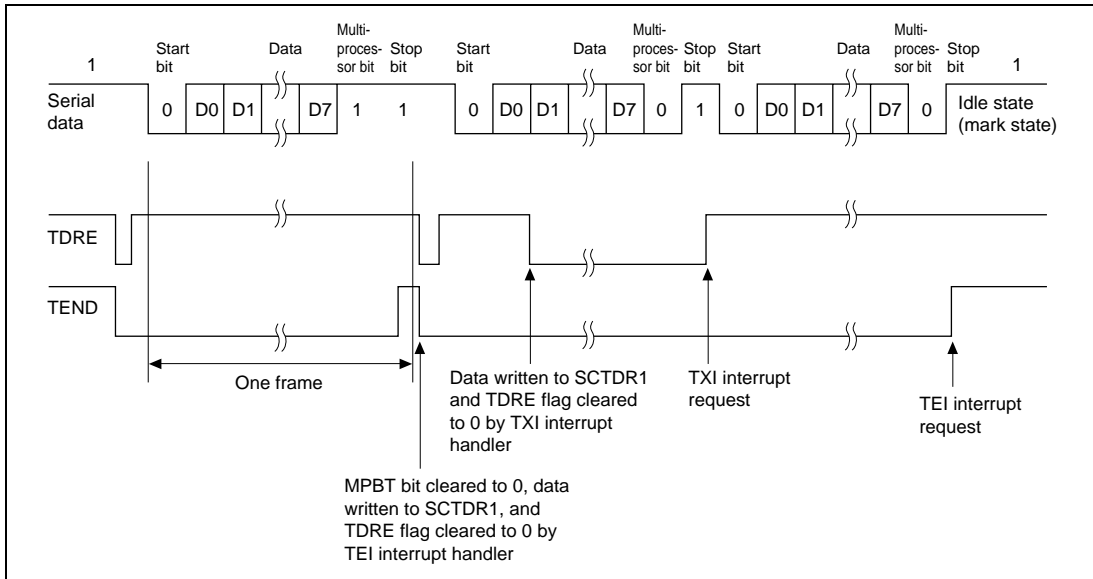 1
Start
bit
Data
Multi-
proces-
sor bit
Stop
bit
Start
bit
Data
Multi-
proces-
sor bit
Stop
bit
Start
bit
Data
Multi-
proces-
sor bit
Stop
bit
1
Serial
data
0 D0 D1 D7 1 1 0 D0 D1 D7 0 1 0 D0 D1 D7 0
Idle state
(mark state)
TDRE
TEND
One frame
Data written to SCTDR1
and TDRE flag cleared
to 0 by TXI interrupt
handler
TXI interrupt
request
TEI interrupt
request
MPBT bit cleared to 0, data
written to SCTDR1, and
TDRE flag cleared to 0 by
TEI interrupt handler